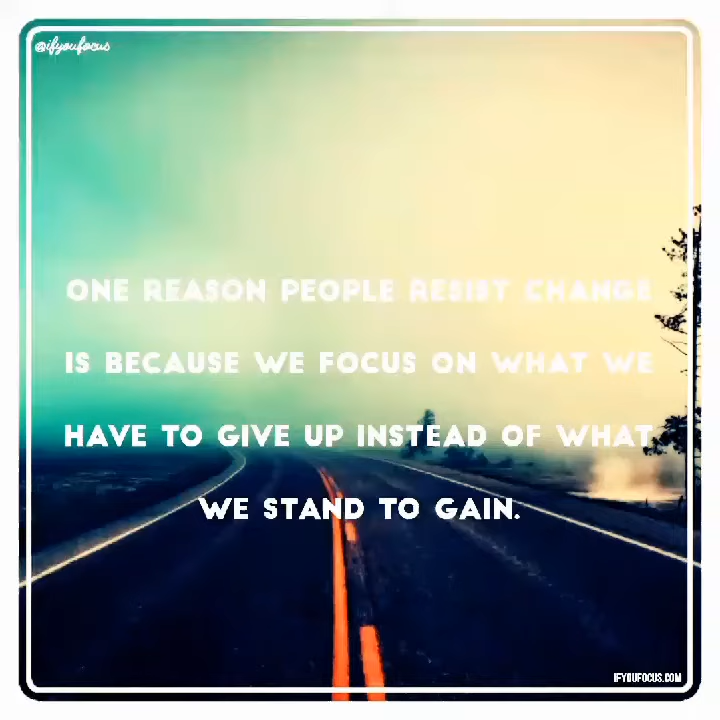 @ifyoufocus
ONE REASON PEOPLE RESIST CHANGE
IS BECAUSE WE FOCUS ON WHAT WE
HAVE TO GIVE UP INSTEAD OF WHAT
WE STAND TO GAIN.
IFYOUFOCUS.COM